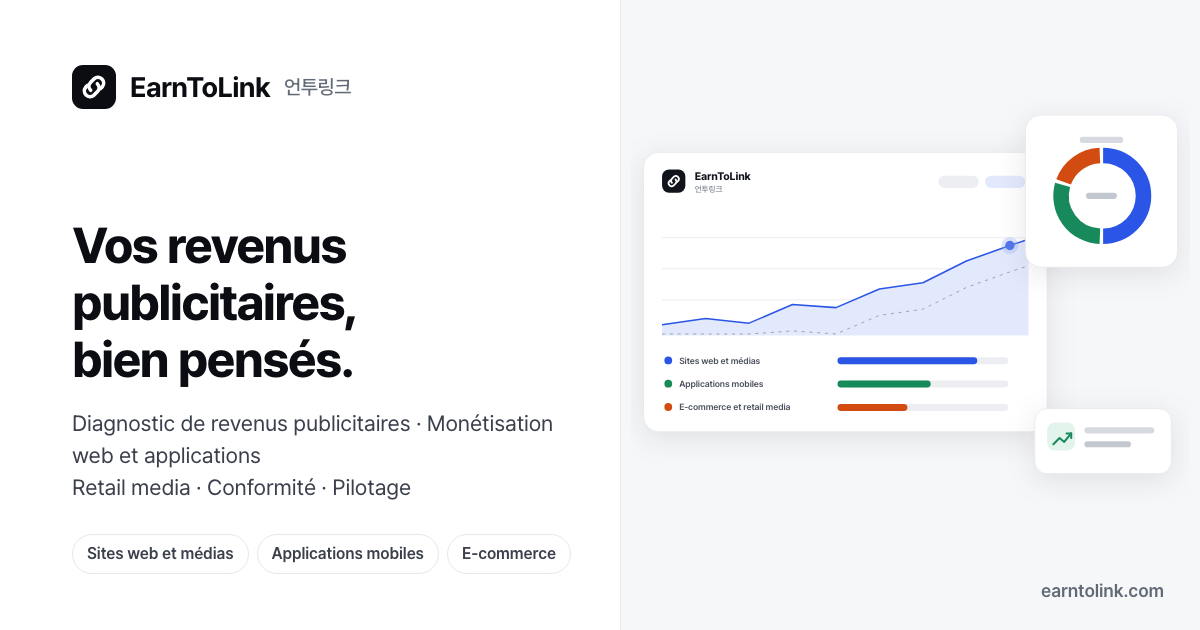 EarnToLink 언투링크
Vos revenus
publicitaires,
bien pensés.
Diagnostic de revenus publicitaires · Monétisation
web et applications
Retail media · Conformité · Pilotage
Sites web et médias
Applications mobiles
E-commerce
EarnToLink
언투링크
Sites web et médias
Applications mobiles
E-commerce et retail media
earntolink.com